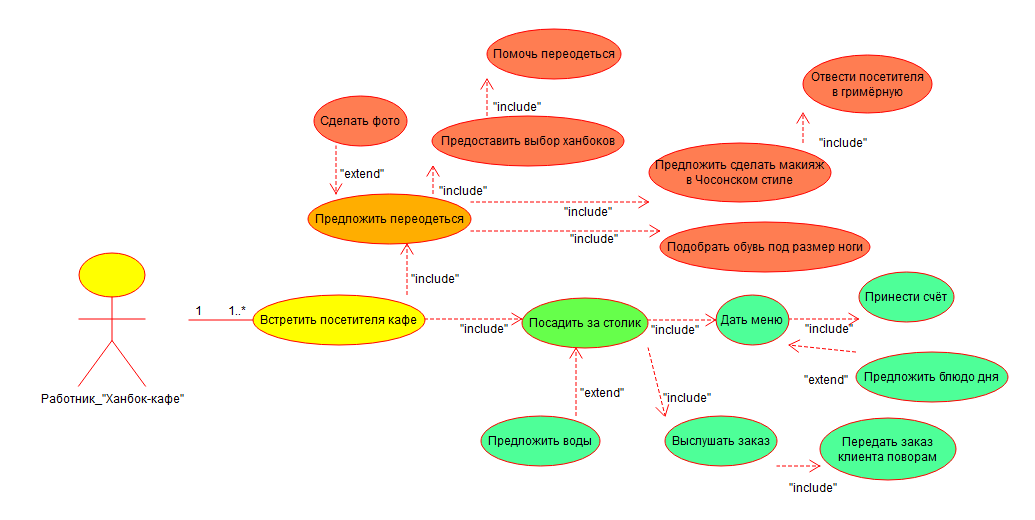 Помочь переодеться
Отвести посетителя
в гримёрную
"include"
Сделать фото
Предоставить выбор ханбоков
"include"
"extend"
Предложить сделать макияж
в Чосонском стиле
"include"
"include"
Предложить переодеться
"include"
Подобрать обувь под размер ноги
"include"
1
1..*
Встретить посетителя кафе
"include"
Посадить за столик
"include"
Дать меню
"include"
Принести счёт
"extend"
Предложить блюдо дня
"extend"
"include"
Работник_"Ханбок-кафе"
Предложить воды
Выслушать заказ
Передать заказ
клиента поворам
"include"